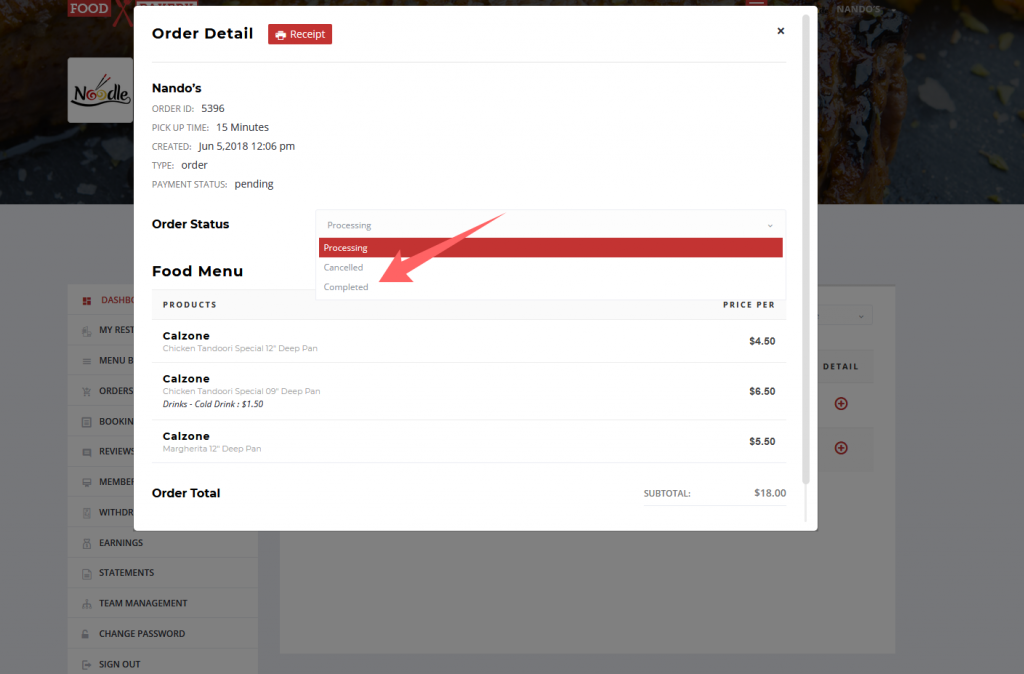 FOOD
BAKERY
NANDO'S
Noodle
Order Detail
Receipt
×
Nando's
ORDER ID: 5396
PICK UP TIME: 15 Minutes
CREATED: Jun 5,2018 12:06 pm
TYPE: order
PAYMENT STATUS: pending
Order Status
Processing
Processing
Cancelled
Completed
Food Menu
PRODUCTS PRICE PER
Calzone
Chicken Tandoori Special 12" Deep Pan
$4.50
Calzone
Chicken Tandoori Special 09" Deep Pan
Drinks - Cold Drink : $1.50
$6.50
Calzone
Margherita 12" Deep Pan
$5.50
Order Total
SUBTOTAL: $18.00
DASHBO
MY REST
MENU B
ORDERS
BOOKIN
REVIEWS
MEMBER
WITHDR
EARNINGS
STATEMENTS
TEAM MANAGEMENT
CHANGE PASSWORD
SIGN OUT
DETAIL